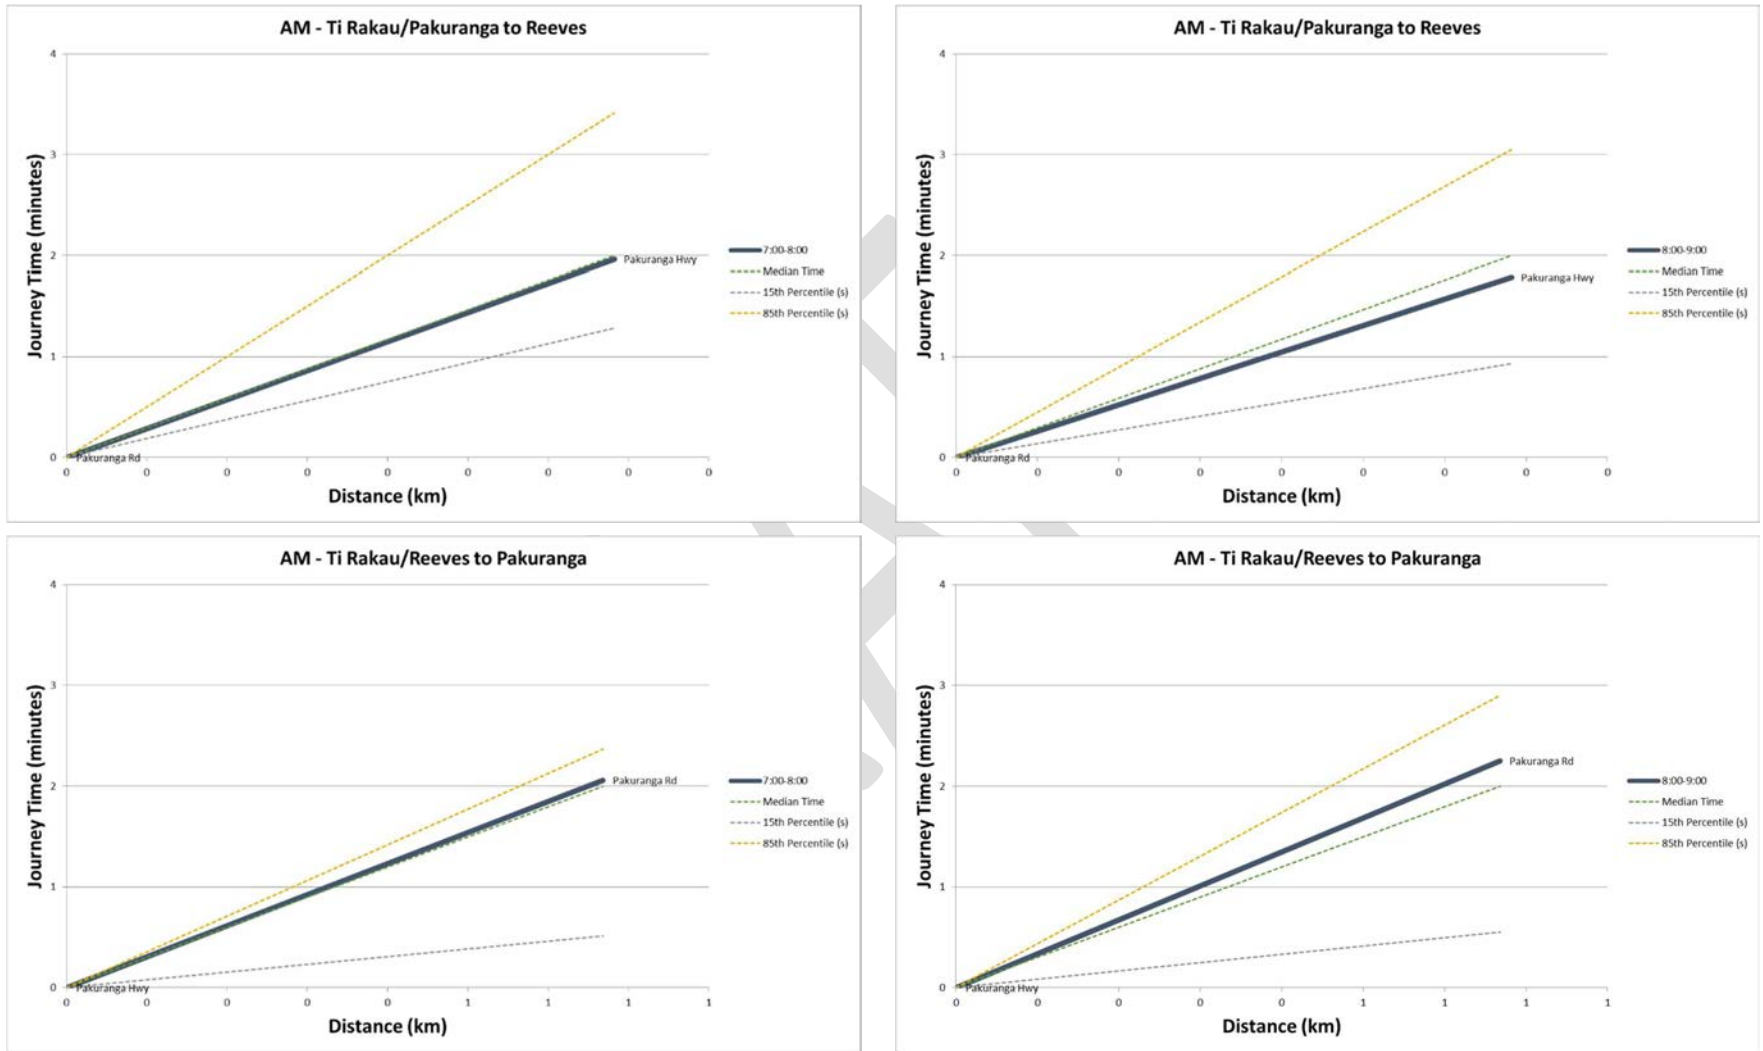 AM - Ti Rakau/Pakuranga to Reeves
4
3
2
1
0
Journey Time (minutes)
Pakuranga Hwy
Pakuranga Rd
0 0 0 0 0 0 0 0 0
Distance (km)
7:00-8:00
Median Time
15th Percentile (s)
85th Percentile (s)
AM - Ti Rakau/Pakuranga to Reeves
4
3
2
1
0
Journey Time (minutes)
Pakuranga Hwy
Pakuranga Rd
0 0 0 0 0 0 0 0 0
Distance (km)
8:00-9:00
Median Time
15th Percentile (s)
85th Percentile (s)
AM - Ti Rakau/Reeves to Pakuranga
4
3
2
1
0
Journey Time (minutes)
Pakuranga Rd
Pakuranga Hwy
0 0 0 0 0 1 1 1 1
Distance (km)
7:00-8:00
Median Time
15th Percentile (s)
85th Percentile (s)
AM - Ti Rakau/Reeves to Pakuranga
4
3
2
1
0
Journey Time (minutes)
Pakuranga Rd
Pakuranga Hwy
0 0 0 0 0 1 1 1 1
Distance (km)
8:00-9:00
Median Time
15th Percentile (s)
85th Percentile (s)